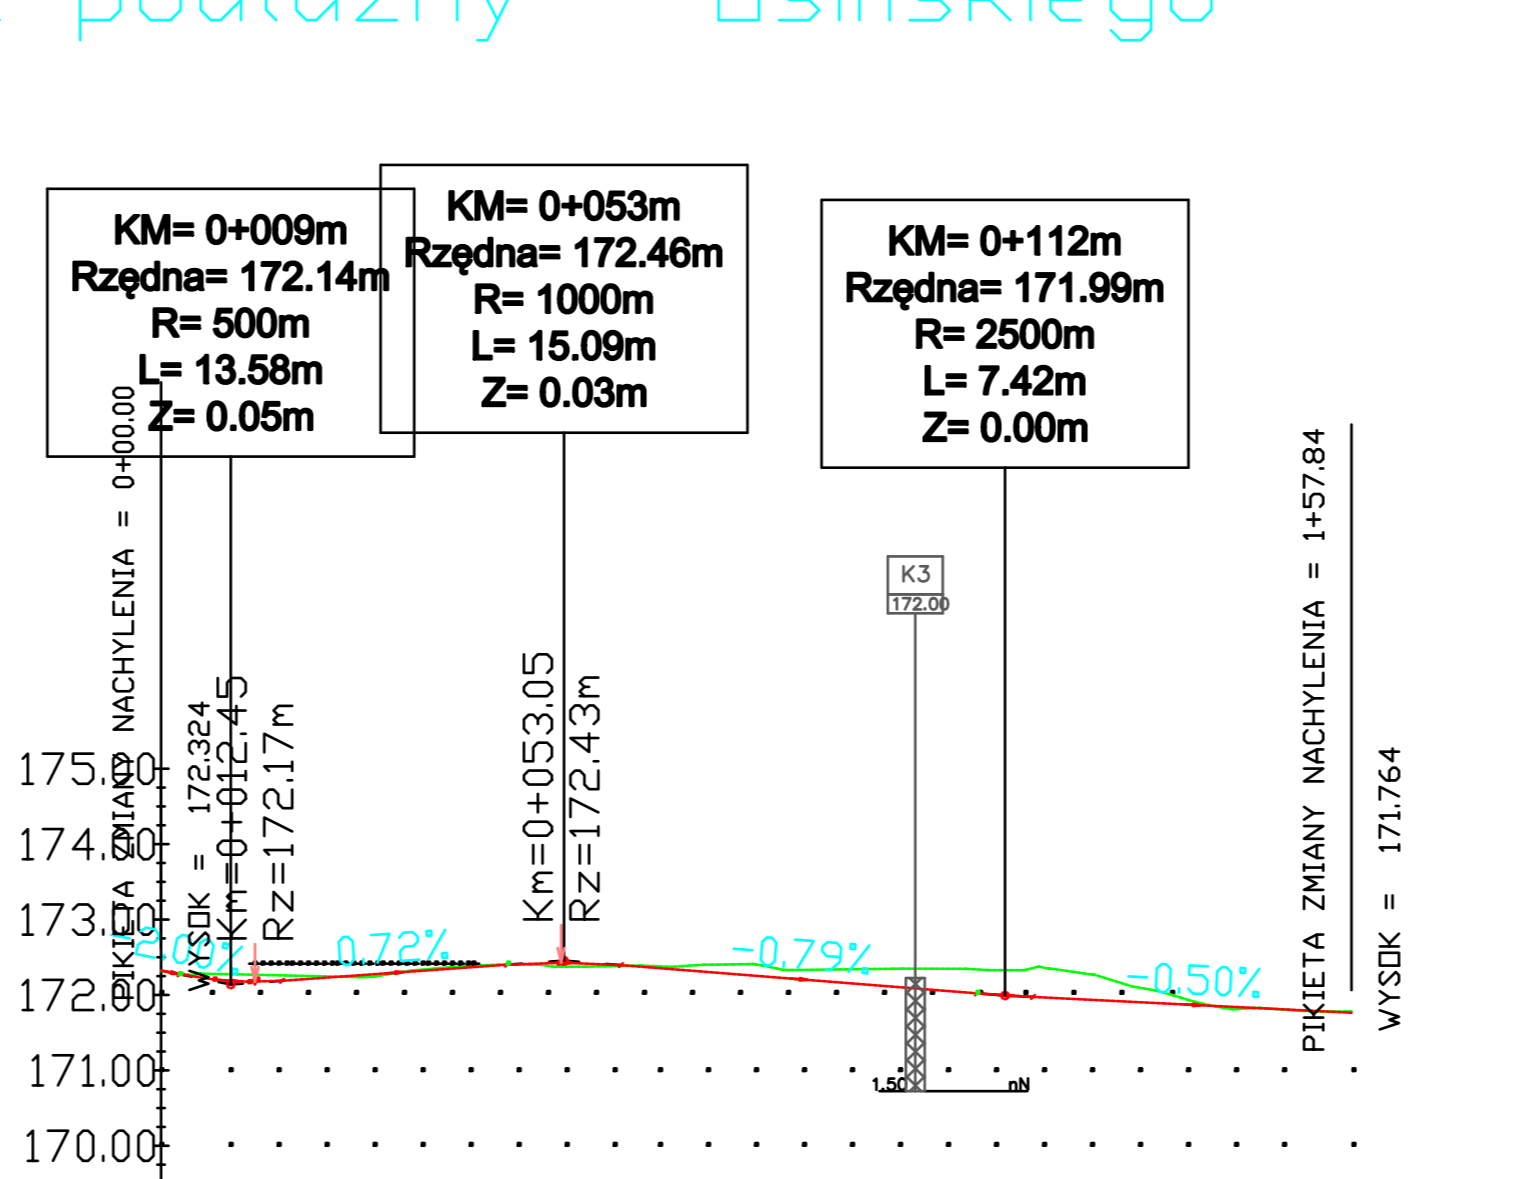 podłużny
Osińskiego
KM= 0+009m
Rzędna= 172.14m
R= 500m
L= 13.58m
Z= 0.05m
KM= 0+053m
Rzędna= 172.46m
R= 1000m
L= 15.09m
Z= 0.03m
KM= 0+112m
Rzędna= 171.99m
R= 2500m
L= 7.42m
Z= 0.00m
PIKIETA ZMIANY NACHYLENIA = 0+00.00
WYSOK = 172.324
Km=0+012.45
Rz=172.17m
Km=0+053.05
Rz=172.43m
K3
172.00
PIKIETA ZMIANY NACHYLENIA = 1+57.84
WYSOK = 171.764
175.00
174.00
173.00
172.00
171.00
170.00
-2.00%
0.72%
-0.79%
-0.50%
1.50
nN